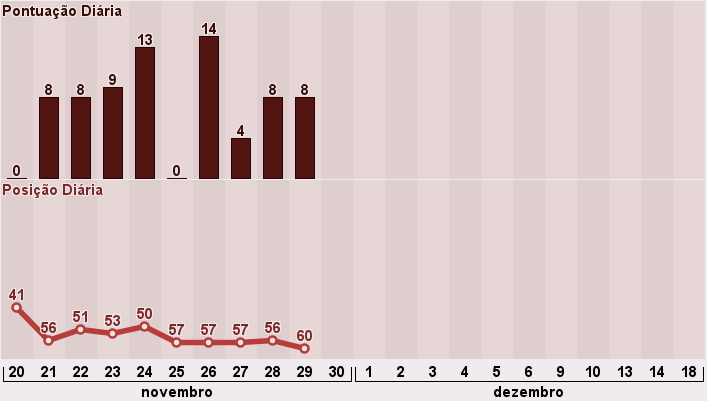 Pontuação Diária
0 8 8 9 13 0 14 4 8 8
Posição Diária
41 56 51 53 50 57 57 57 56 60
20 21 22 23 24 25 26 27 28 29 30 1 2 3 4 5 6 9 10 13 14 18
novembro dezembro